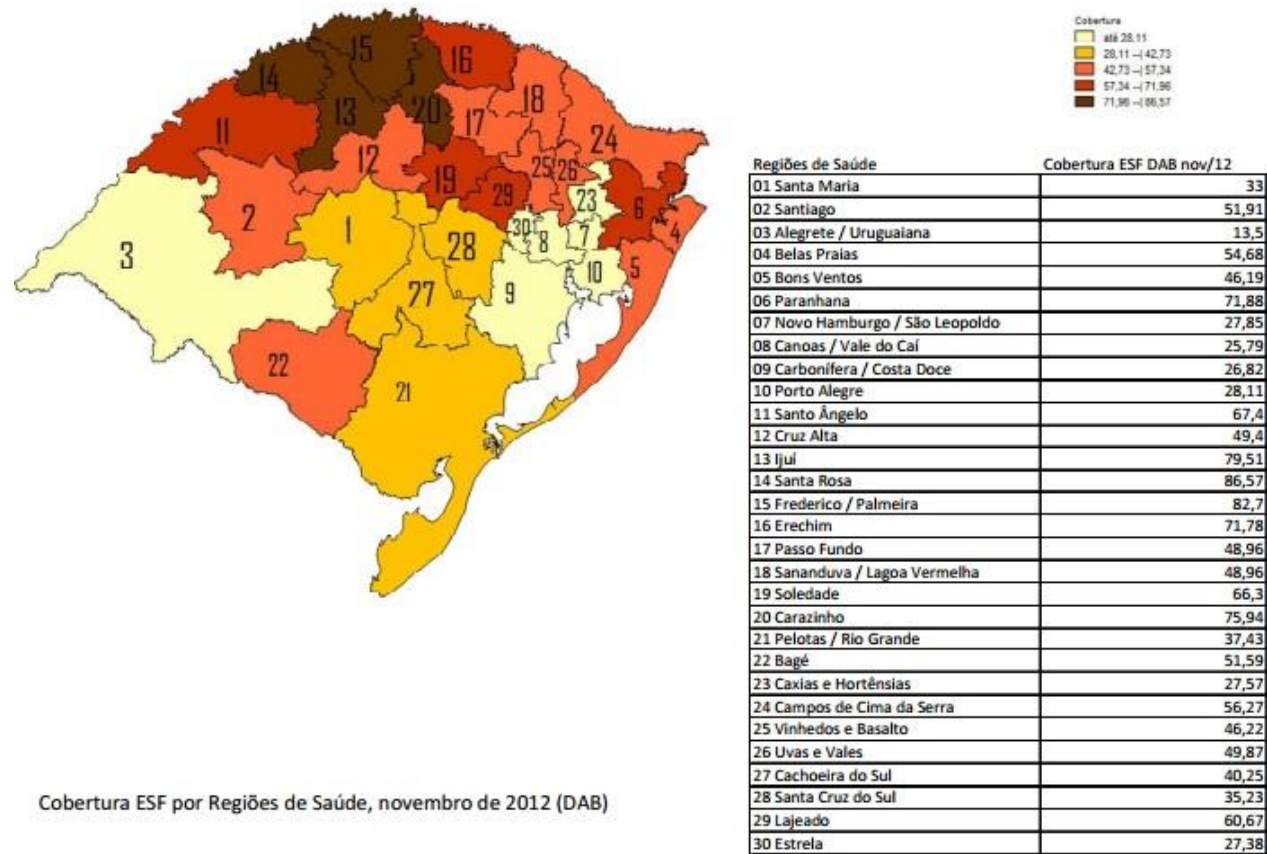 Cobertura
até 28,11
28,11 --| 42,73
42,73 --| 57,34
57,34 --| 71,96
71,96 --| 86,57
15
16
14
18
13
20
17
11
24
12
25
26
19
29
23
2
6
30
8
7
4
1
28
3
10
5
9
27
22
21
Regiões de Saúde Cobertura ESF DAB nov/12
01 Santa Maria 33
02 Santiago 51,91
03 Alegrete / Uruguaiana 13,5
04 Belas Praias 54,68
05 Bons Ventos 46,19
06 Paranhana 71,88
07 Novo Hamburgo / São Leopoldo 27,85
08 Canoas / Vale do Caí 25,79
09 Carbonífera / Costa Doce 26,82
10 Porto Alegre 28,11
11 Santo Ângelo 67,4
12 Cruz Alta 49,4
13 Ijuí 79,51
14 Santa Rosa 86,57
15 Frederico / Palmeira 82,7
16 Erechim 71,78
17 Passo Fundo 48,96
18 Sananduva / Lagoa Vermelha 48,96
19 Soledade 66,3
20 Carazinho 75,94
21 Pelotas / Rio Grande 37,43
22 Bagé 51,59
23 Caxias e Hortênsias 27,57
24 Campos de Cima da Serra 56,27
25 Vinhedos e Basalto 46,22
26 Uvas e Vales 49,87
27 Cachoeira do Sul 40,25
28 Santa Cruz do Sul 35,23
29 Lajeado 60,67
30 Estrela 27,38
Cobertura ESF por Regiões de Saúde, novembro de 2012 (DAB)